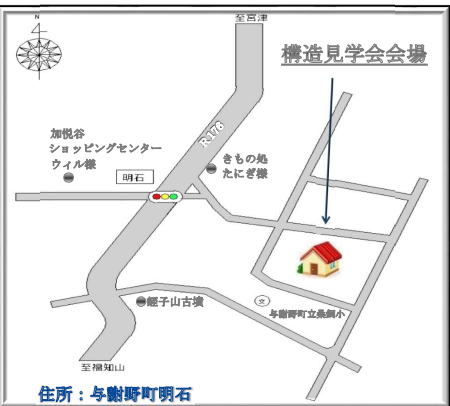 至宮津
N
構造見学会会場
R176
加悦谷
ショッピングセンター
ウィル様
明石
きもの処
たにぎ様
蛭子山古墳
文
与謝野町立桑飼小
至福知山
住所：与謝野町明石